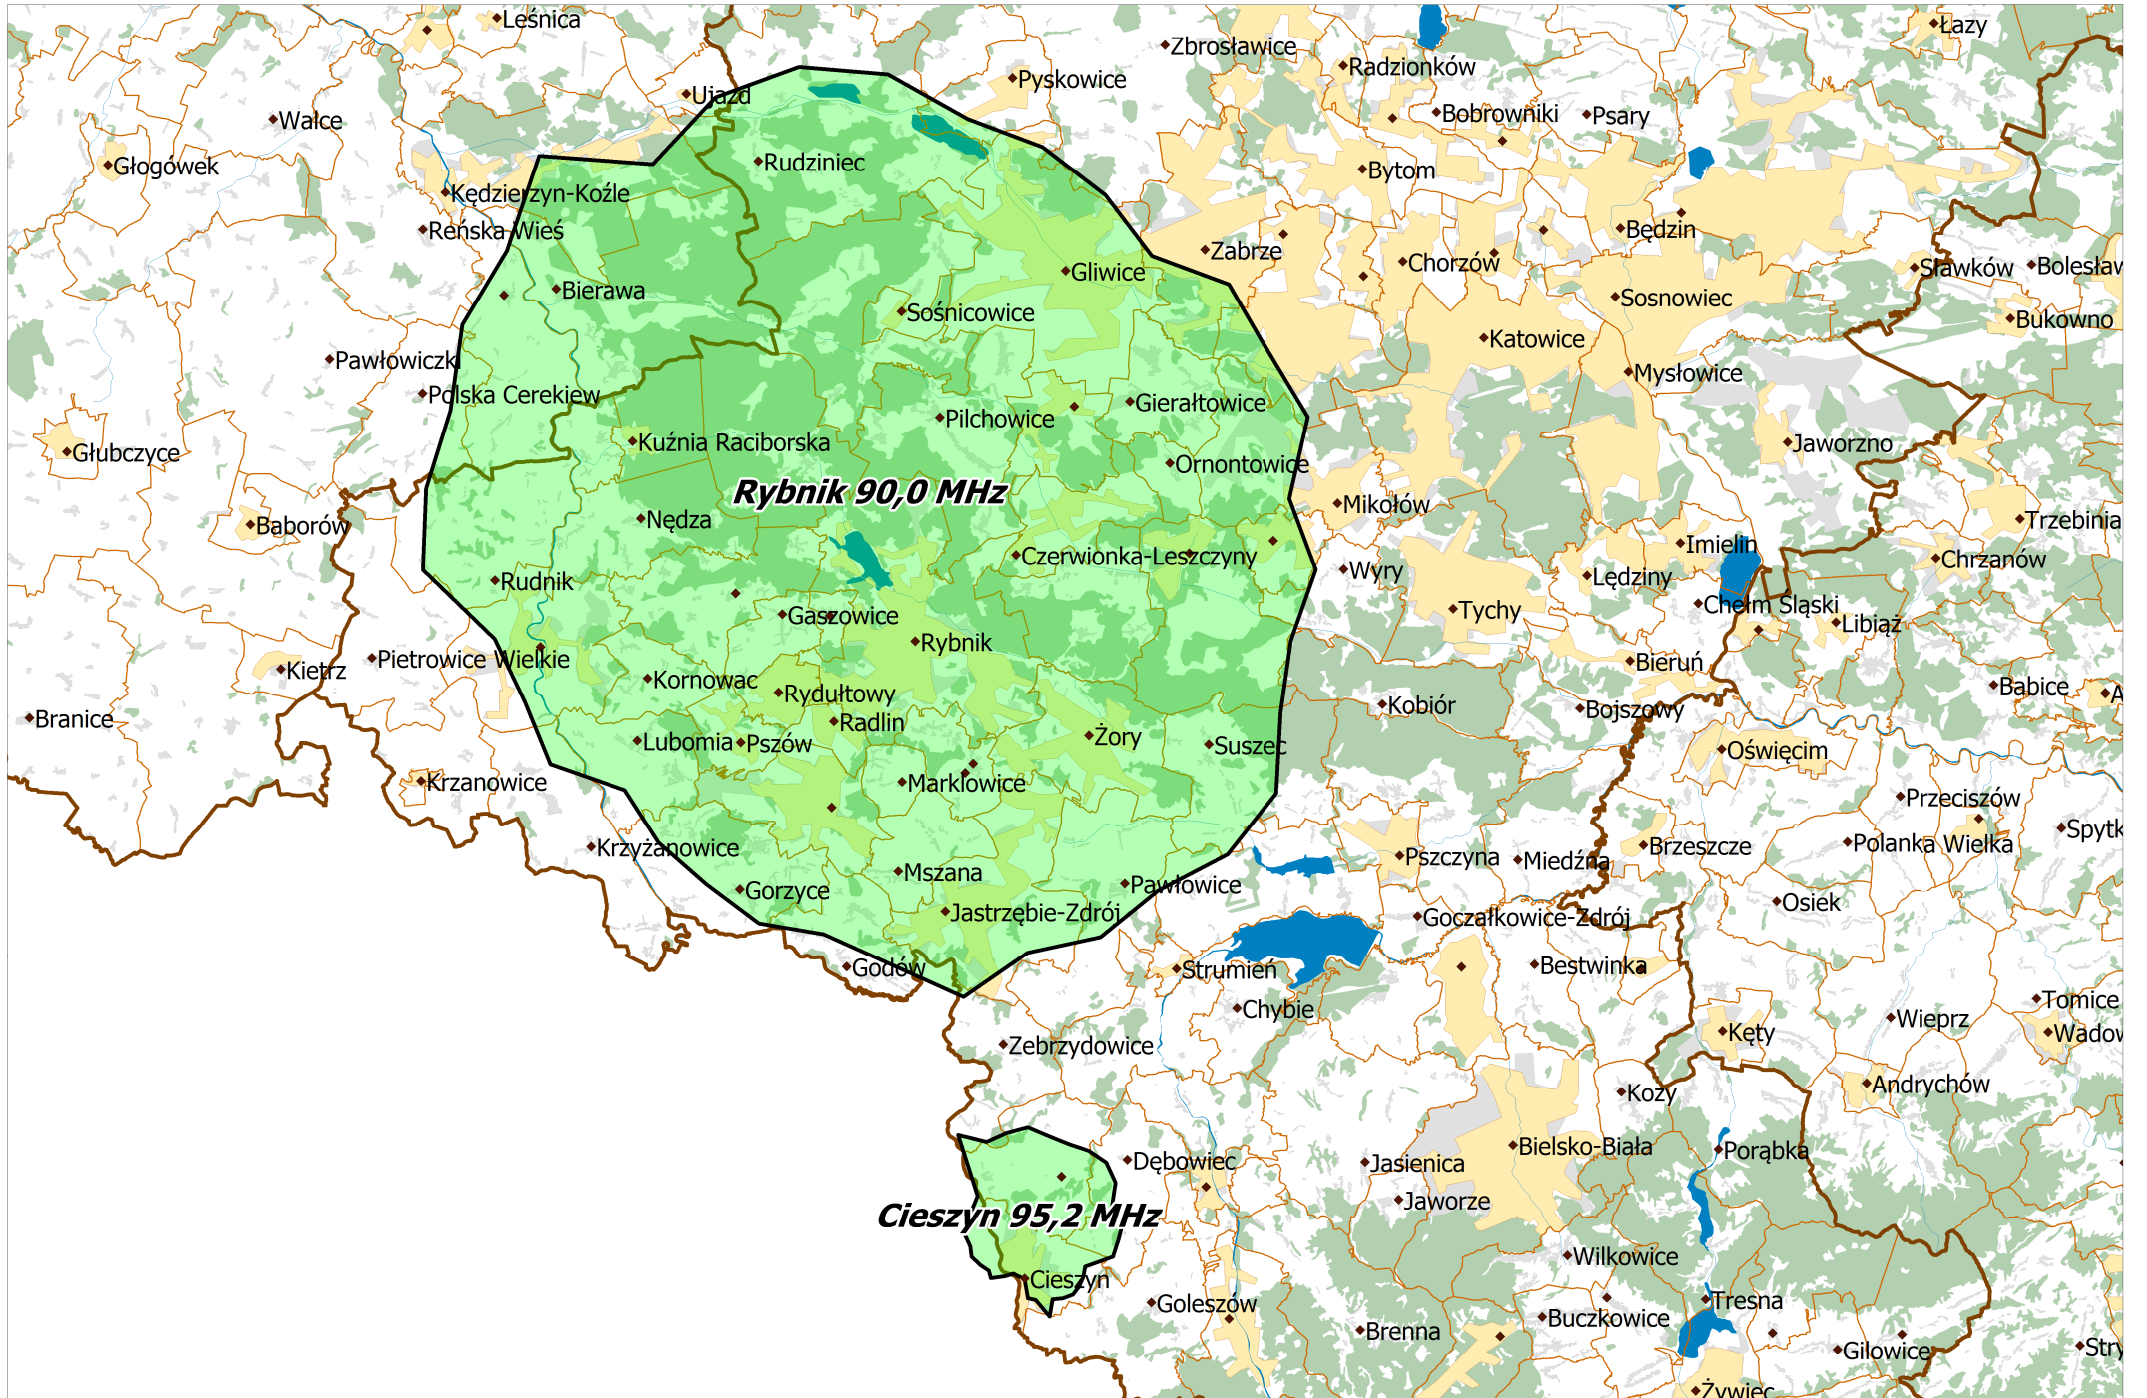 Leśnica
Zbrosławice
Łazy
Radzionków
Pyskowice
Ujazd
Bobrowniki
Psary
Wałce
Głogówek
Rudziniec
Bytom
Kędzierzyn-Koźle
Reńska Wieś
Będzin
Zabrze
Chorzów
Gliwice
Sławków
Bolesław
Bierawa
Sosnowiec
Sośnicowice
Bukowno
Katowice
Pawłowiczki
Mysłowice
Polska Cerekiew
Gierałtowice
Pilchowice
Kuźnia Raciborska
Jaworzno
Głubczyce
Ornontowice
Rybnik 90,0 MHz
Mikołów
Nędza
Trzebinia
Baborów
Imielin
Czerwionka-Leszczyny
Chrzanów
Wyry
Lędziny
Rudnik
Chełm Śląski
Tychy
Gaszowice
Libiąż
Rybnik
Pietrowice Wielkie
Bieruń
Kietrz
Kornowac
Babice
A
Rydułtowy
Kobiór
Bojszowy
Branice
Radlin
Żory
Lubomia
Pszów
Suszec
Oświęcim
Krzanowice
Marklowice
Przeciszów
Spytk
Polanka Wielka
Krzyżanowice
Brzeszcze
Pszczyna
Miedźna
Mszana
Pawłowice
Gorzyce
Osiek
Jastrzębie-Zdrój
Goczałkowice-Zdrój
Godów
Strumień
Bestwinka
Tomice
Chybie
Wieprz
Kęty
Wadow
Zebrzydowice
Andrychów
Kozy
Bielsko-Biała
Porąbka
Dębowiec
Jasienica
Jaworze
Cieszyn 95,2 MHz
Wilkowice
Cieszyn
Tresna
Goleszów
Buczkowice
Brenna
Gilowice
Stry
Żywiec